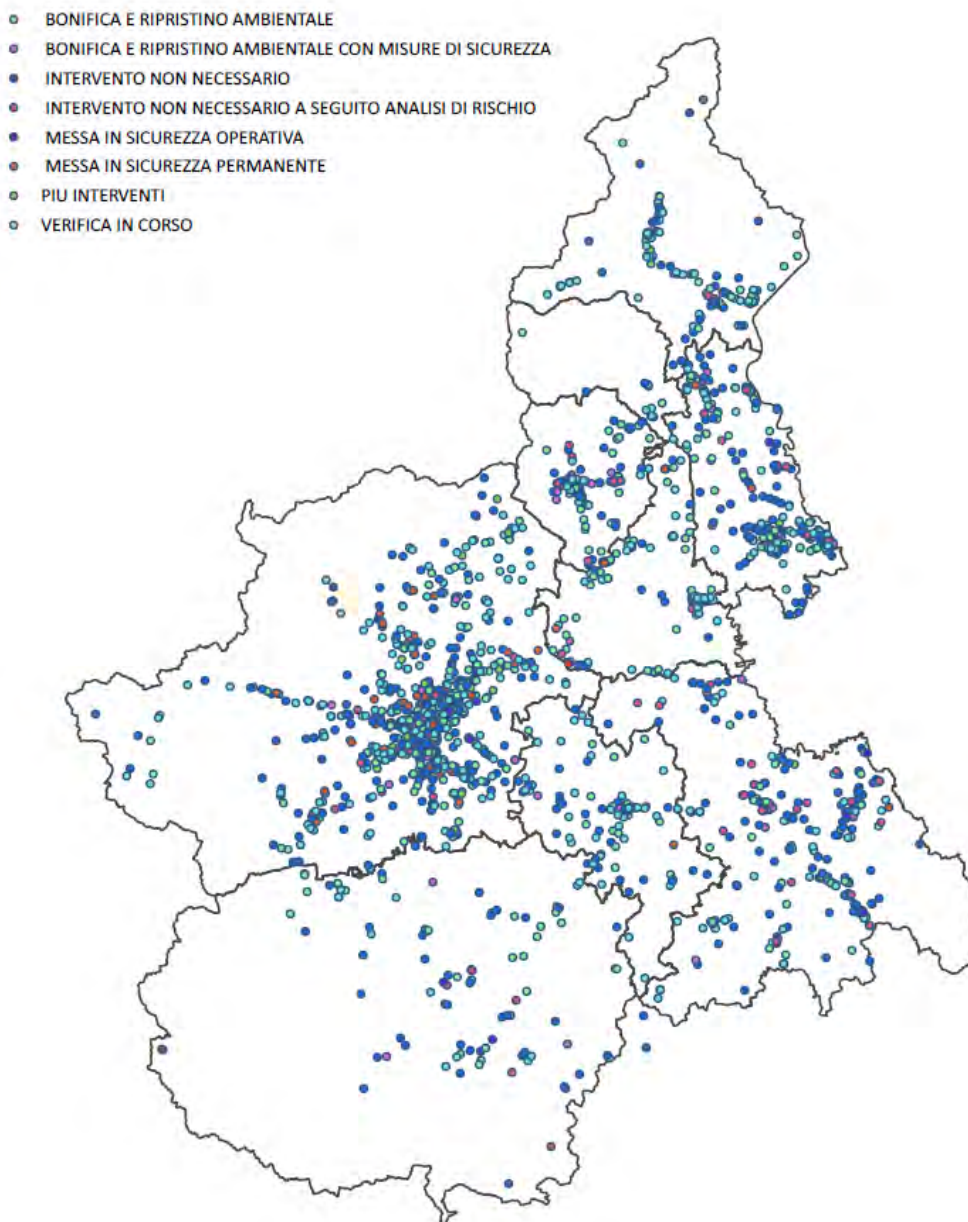 BONIFICA E RIPRISTINO AMBIENTALE
BONIFICA E RIPRISTINO AMBIENTALE CON MISURE DI SICUREZZA
INTERVENTO NON NECESSARIO
INTERVENTO NON NECESSARIO A SEGUITO ANALISI DI RISCHIO
MESSA IN SICUREZZA OPERATIVA
MESSA IN SICUREZZA PERMANENTE
PIU INTERVENTI
VERIFICA IN CORSO